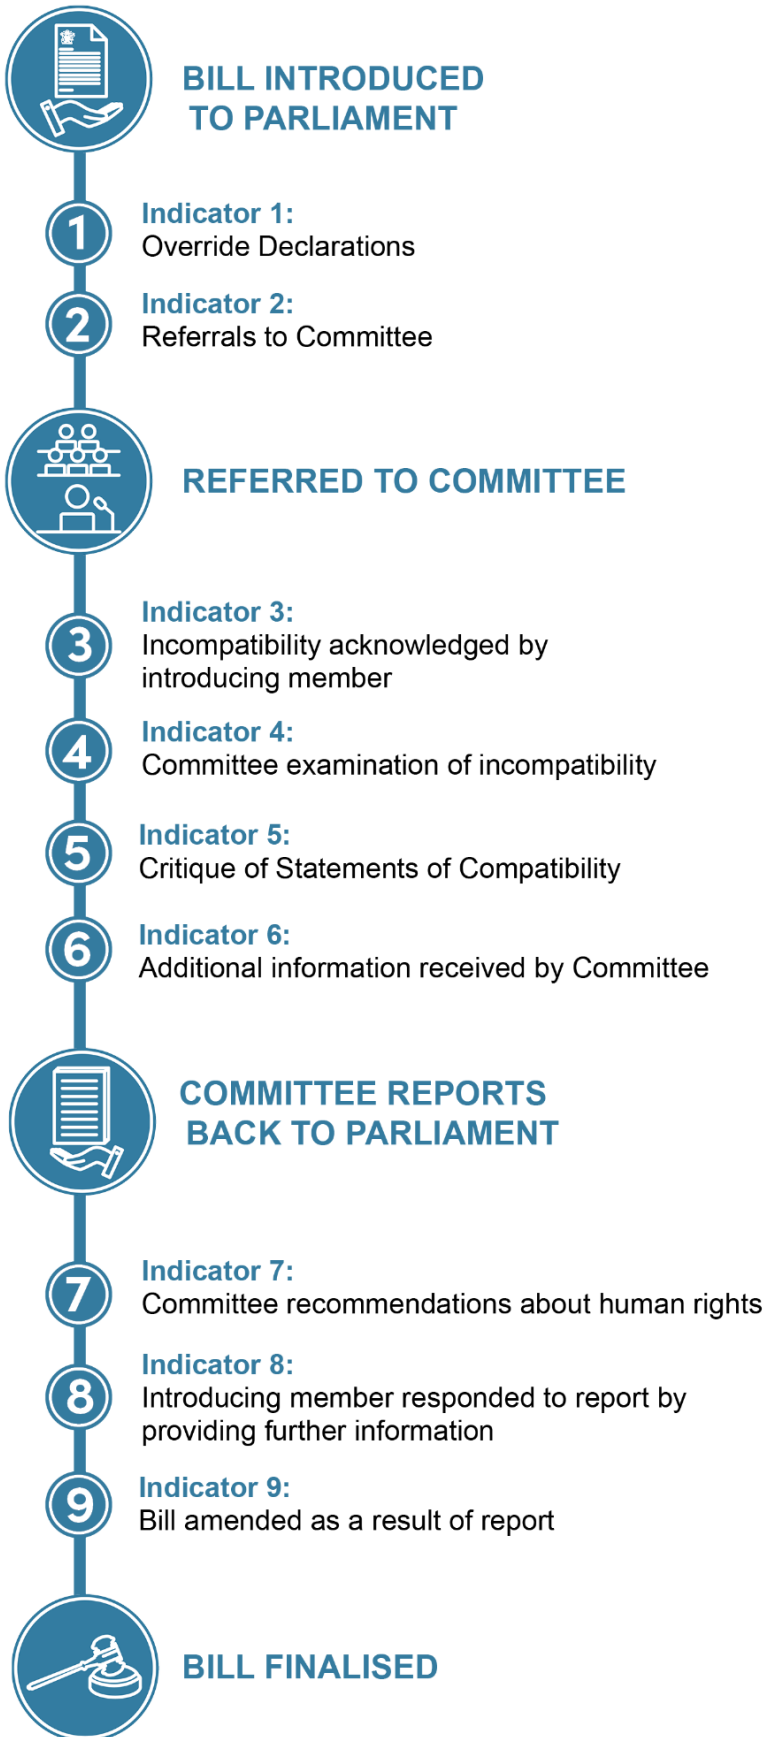 BILL INTRODUCED
TO PARLIAMENT
1
Indicator 1:
Override Declarations
2
Indicator 2:
Referrals to Committee
REFERRED TO COMMITTEE
3
Indicator 3:
Incompatibility acknowledged by
introducing member
4
Indicator 4:
Committee examination of incompatibility
5
Indicator 5:
Critique of Statements of Compatibility
6
Indicator 6:
Additional information received by Committee
COMMITTEE REPORTS
BACK TO PARLIAMENT
7
Indicator 7:
Committee recommendations about human rights
8
Indicator 8:
Introducing member responded to report by
providing further information
9
Indicator 9:
Bill amended as a result of report
BILL FINALISED